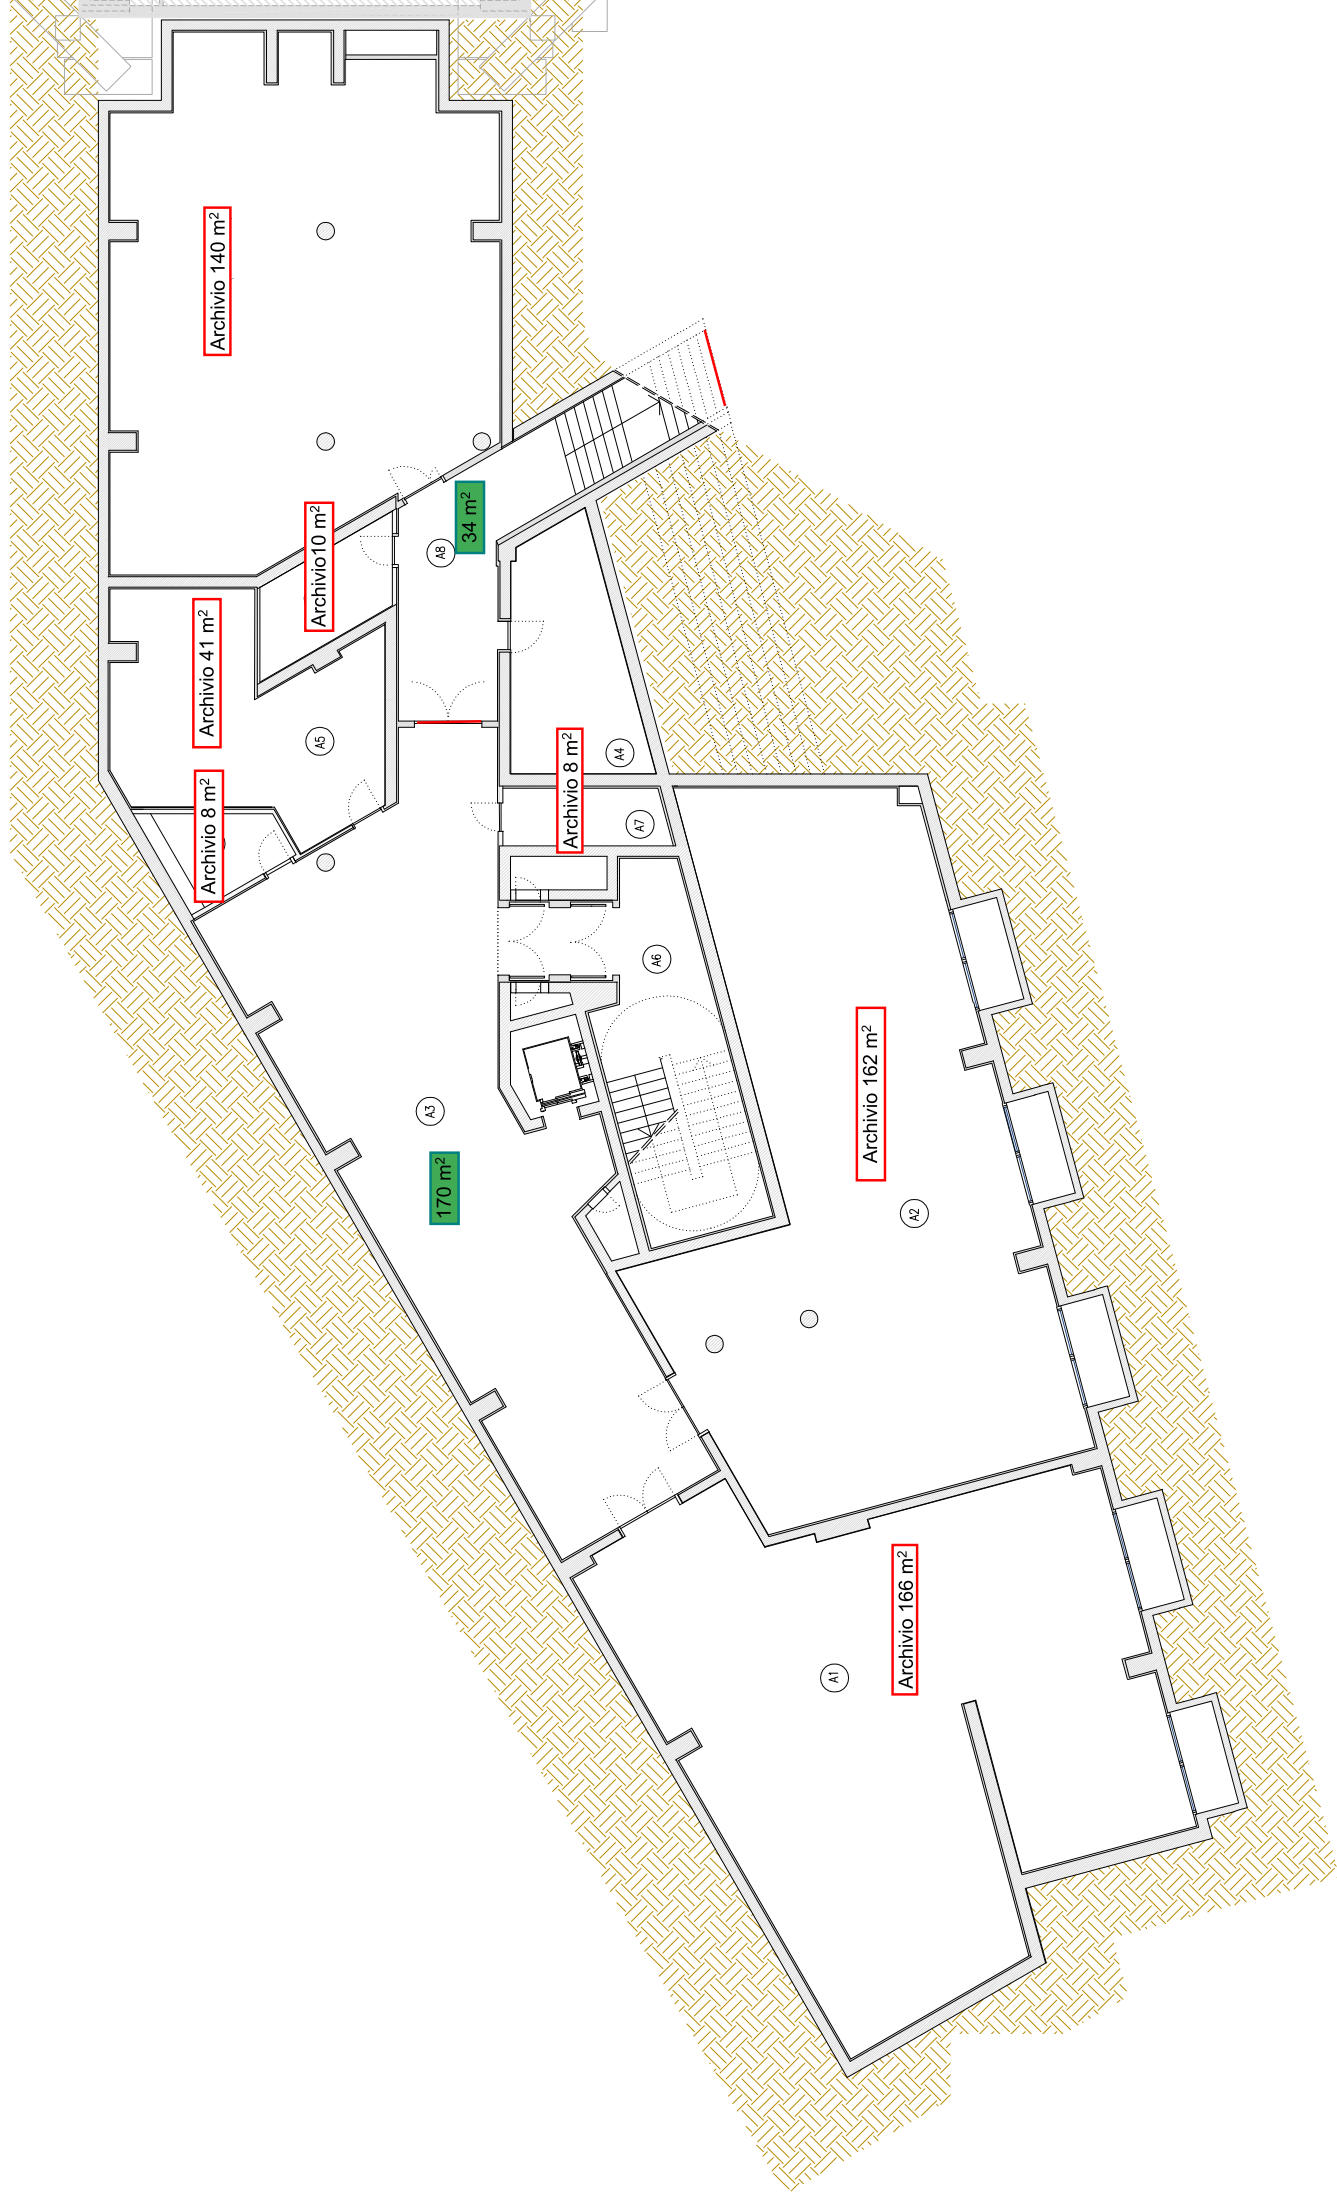 Archivio 140 m²
Archivio10 m²
34 m²
A8
Archivio 41 m²
A5
Archivio 8 m²
Archivio 8 m²
A4
A7
A6
A3
170 m²
Archivio 162 m²
A2
Archivio 166 m²
A1